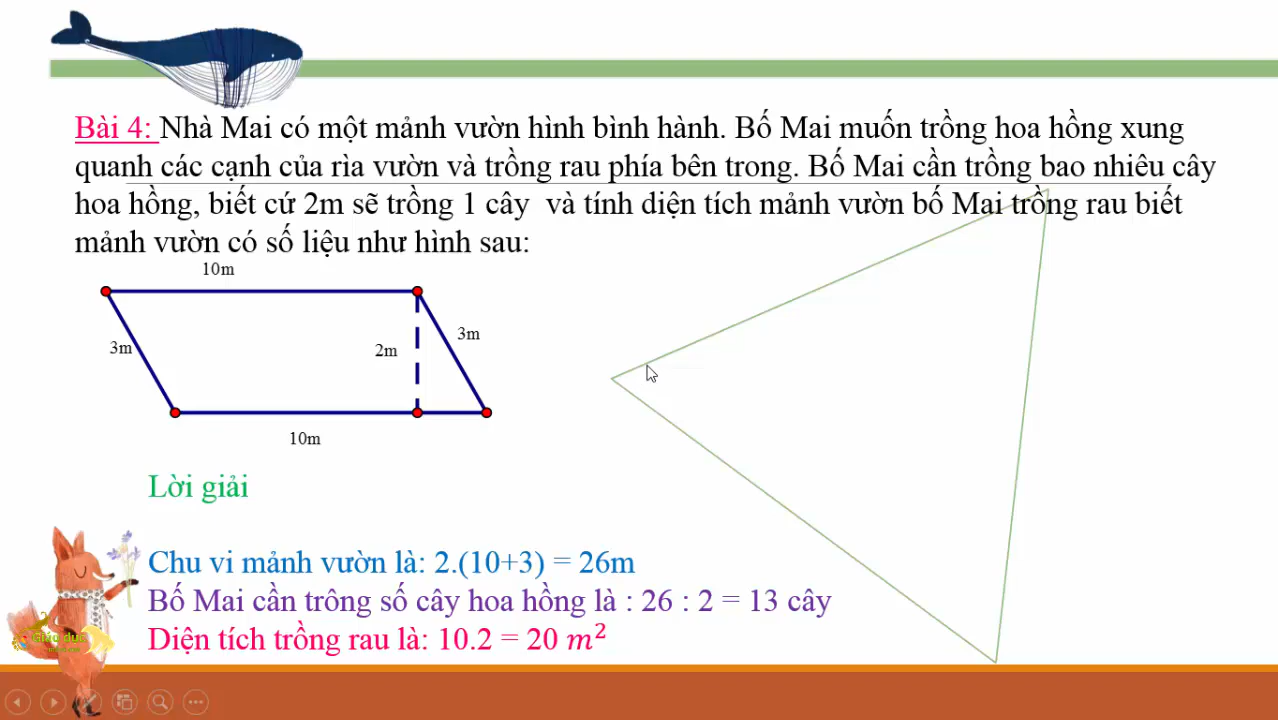 Bài 4: Nhà Mai có một mảnh vườn hình bình hành. Bố Mai muốn trồng hoa hồng xung
quanh các cạnh của rìa vườn và trồng rau phía bên trong. Bố Mai cần trồng bao nhiêu cây
hoa hồng, biết cứ 2m sẽ trồng 1 cây và tính diện tích mảnh vườn bố Mai trồng rau biết
mảnh vườn có số liệu như hình sau:
10m
3m
2m
3m
10m
Lời giải
Chu vi mảnh vườn là: 2.(10+3) = 26m
Bố Mai cần trông số cây hoa hồng là : 26 : 2 = 13 cây
Diện tích trồng rau là: 10.2 = 20 m²